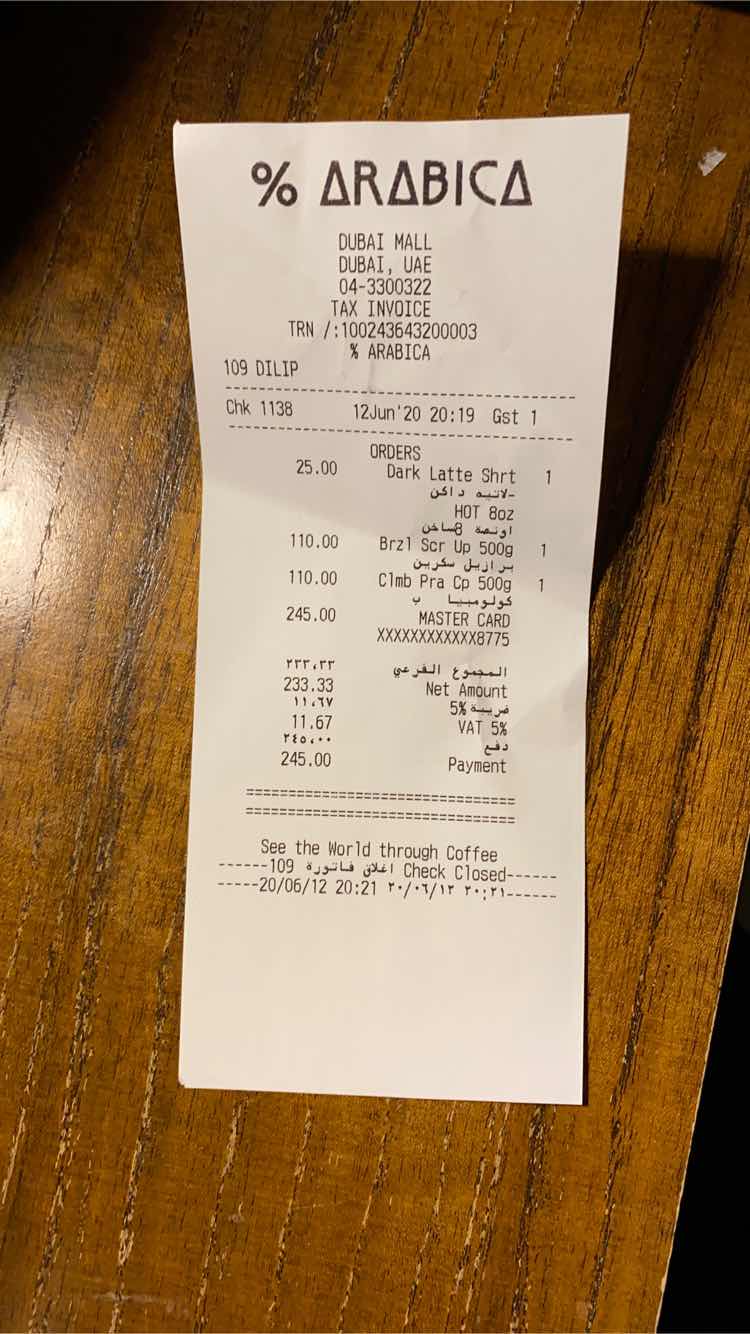 % ARABICA
DUBAI MALL
DUBAI, UAE
04-3300322
TAX INVOICE
TRN /:100243643200003
% ARABICA
109 DILIP
Chk 1138 12Jun'20 20:19 Gst 1
ORDERS
25.00 Dark Latte Shrt 1
لاتيه داكن-
HOT 8oz
اونصة 8ساخن
110.00 Brzl Scr Up 500g 1
برازيل سكرين
110.00 Clmb Pra Cp 500g 1
كولومبيا ب
245.00 MASTER CARD
XXXXXXXXXXXX8775
٢٣٣،٣٣ المجموع الفرعي
233.33 Net Amount
١١،٦٧ ضريبة 5%
11.67 VAT 5%
٢٤٥،٠٠ دفع
245.00 Payment
==============================
==============================
See the World through Coffee
------109 اغلاق فاتورة Check Closed------
-----20/06/12 20:21 ٢٠/٠٦/١٢ ٢٠:٢١------